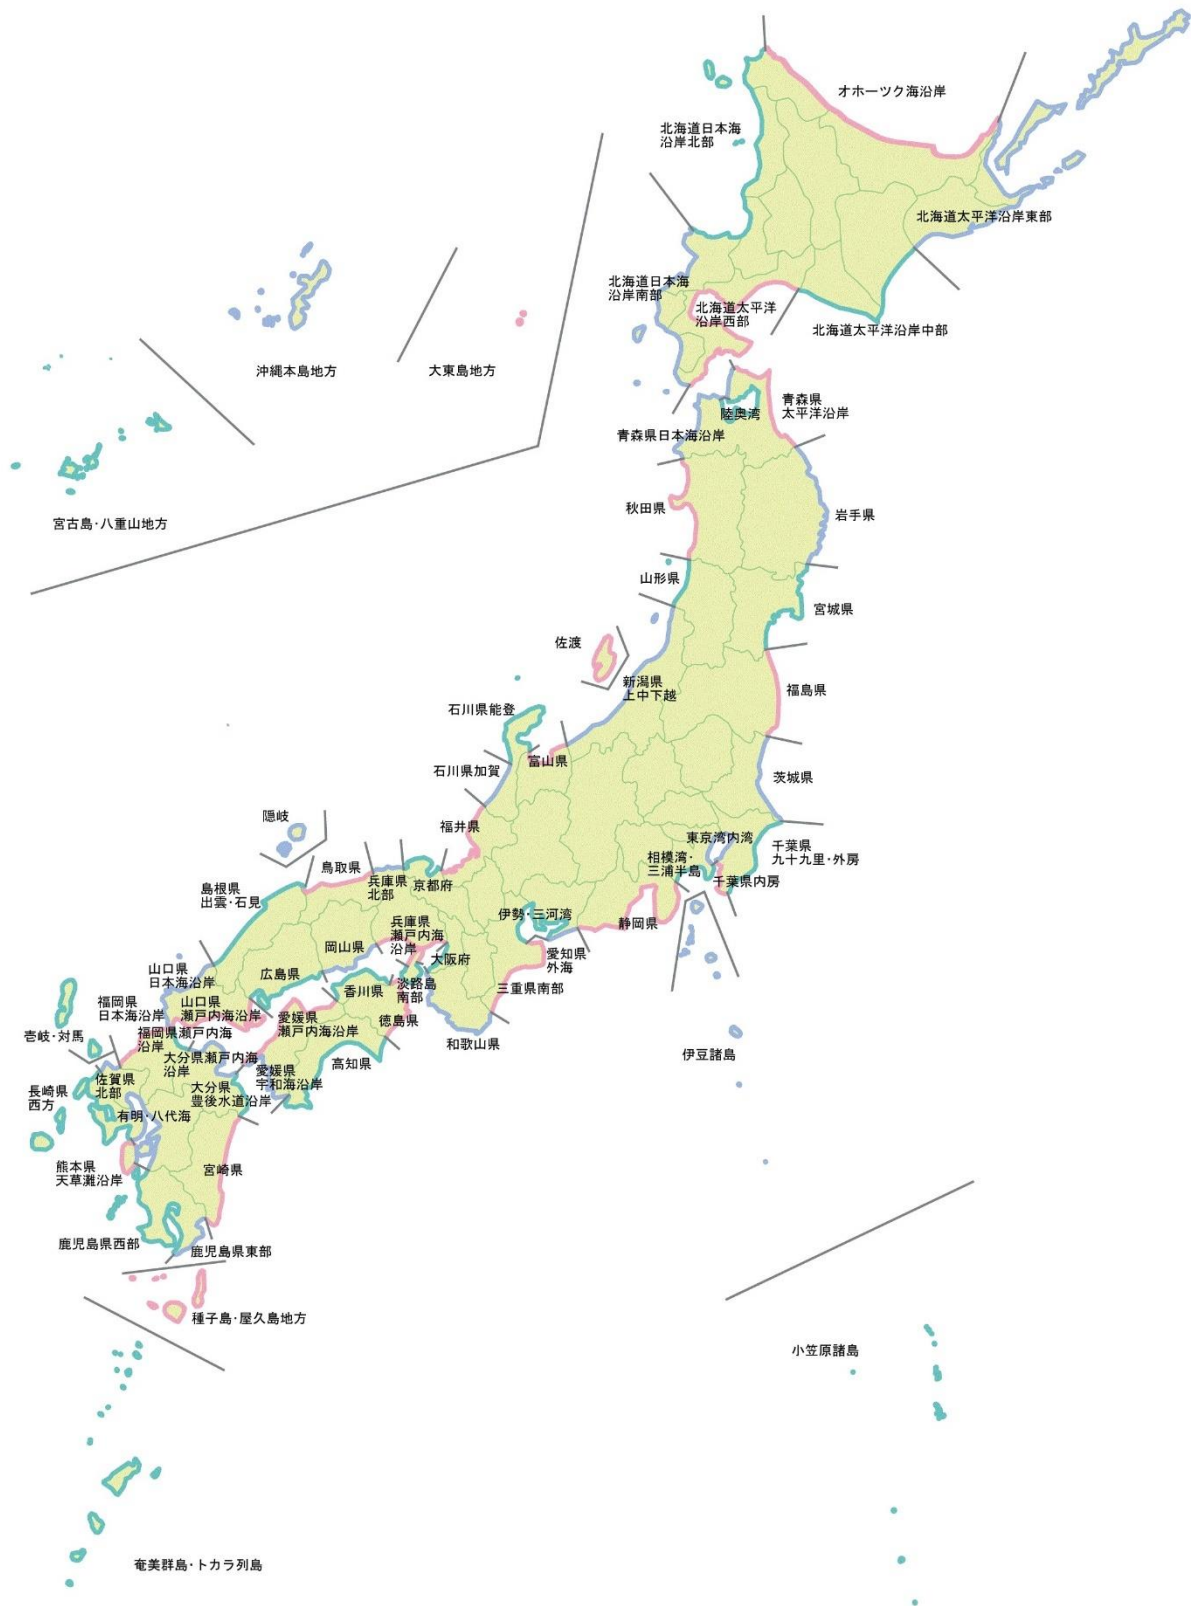 オホーツク海沿岸
北海道日本海
沿岸北部
北海道太平洋沿岸東部
北海道日本海
沿岸南部
北海道太平洋
沿岸西部
北海道太平洋沿岸中部
沖縄本島地方
大東島地方
青森県
太平洋沿岸
陸奥湾
青森県日本海沿岸
宮古島・八重山地方
秋田県
岩手県
山形県
宮城県
佐渡
新潟県
上中下越
福島県
石川県能登
富山県
石川県加賀
茨城県
隠岐
福井県
東京湾内湾
千葉県
九十九里・外房
相模湾・
三浦半島
千葉県内房
鳥取県
兵庫県
北部
京都府
島根県
出雲・石見
伊勢・三河湾
静岡県
兵庫県
瀬戸内海
沿岸
岡山県
大阪府
愛知県
外海
山口県
日本海沿岸
広島県
香川県
淡路島
南部
三重県南部
福岡県
日本海沿岸
山口県
瀬戸内海沿岸
愛媛県
瀬戸内海沿岸
徳島県
壱岐・対馬
福岡県瀬戸内海
沿岸
和歌山県
伊豆諸島
大分県瀬戸内海
沿岸
愛媛県
宇和海沿岸
高知県
長崎県
西方
佐賀県
北部
大分県
豊後水道沿岸
有明・八代海
熊本県
天草灘沿岸
宮崎県
鹿児島県西部
鹿児島県東部
種子島・屋久島地方
小笠原諸島
奄美群島・トカラ列島